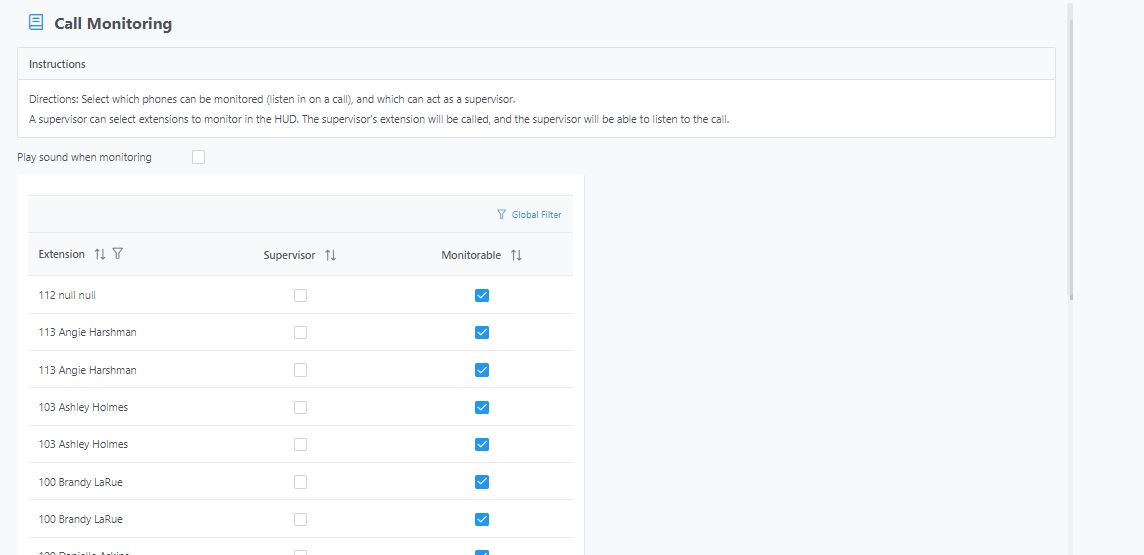 Call Monitoring
Instructions
Directions: Select which phones can be monitored (listen in on a call), and which can act as a supervisor.
A supervisor can select extensions to monitor in the HUD. The supervisor's extension will be called, and the supervisor will be able to listen to the call.
Play sound when monitoring
Global Filter
Extension Supervisor Monitorable
112 null null
113 Angie Harshman
113 Angie Harshman
103 Ashley Holmes
103 Ashley Holmes
100 Brandy LaRue
100 Brandy LaRue